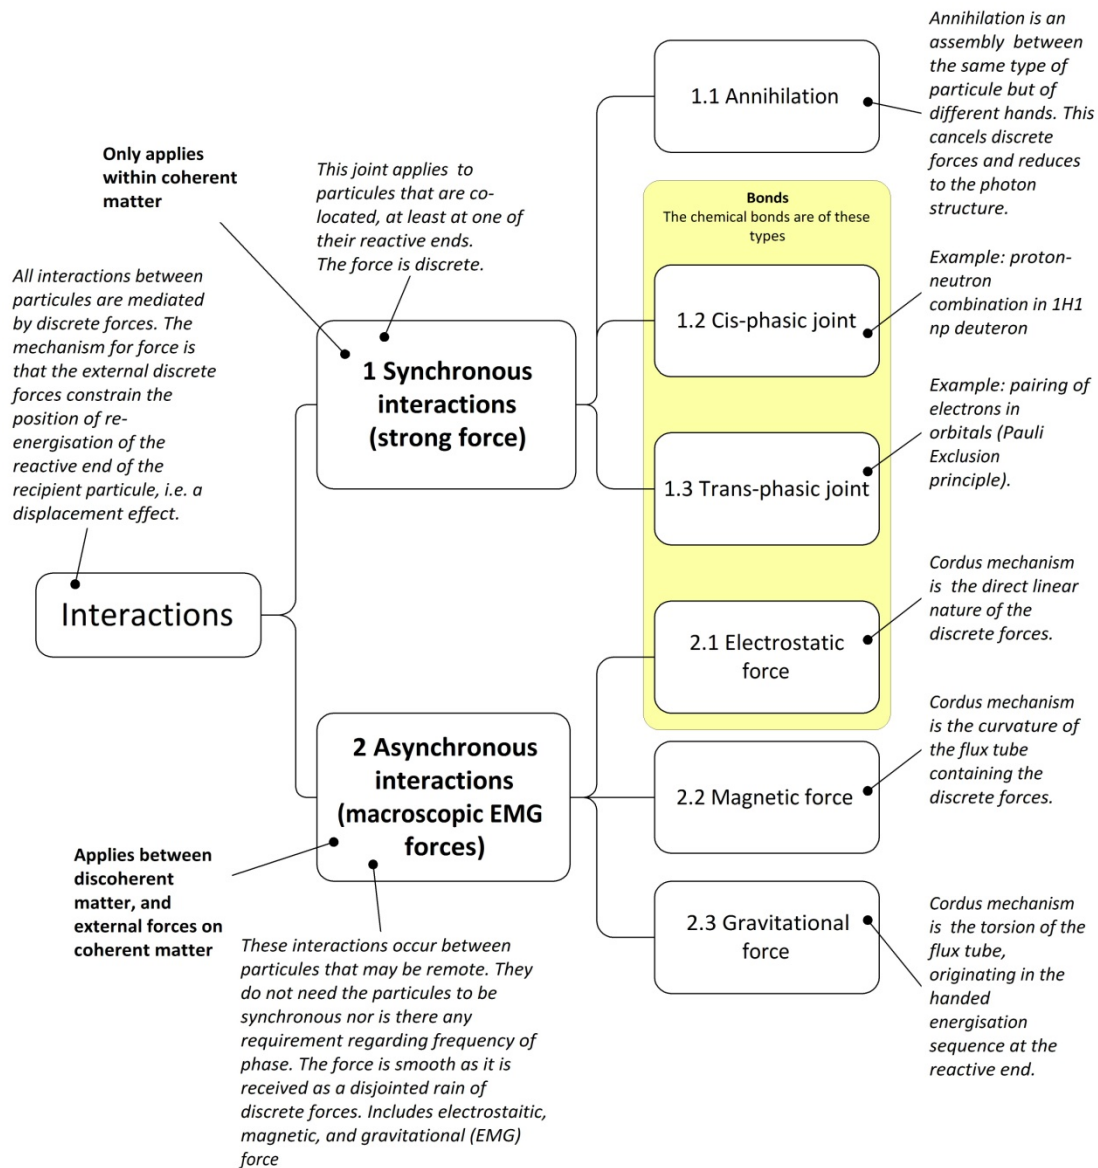 Annihilation is an
assembly between
the same type of
particule but of
different hands. This
cancels discrete
forces and reduces
to the photon
structure.
1.1 Annihilation
Only applies
within coherent
matter
This joint applies to
particules that are co-
located, at least at one of
their reactive ends.
The force is discrete.
Bonds
The chemical bonds are of these
types
All interactions between
particules are mediated
by discrete forces. The
mechanism for force is
that the external discrete
forces constrain the
position of re-
energisation of the
reactive end of the
recipient particule, i.e. a
displacement effect.
Example: proton-
neutron
combination in 1H1
np deuteron
1.2 Cis-phasic joint
1 Synchronous
interactions
(strong force)
Example: pairing of
electrons in
orbitals (Pauli
Exclusion
principle).
1.3 Trans-phasic joint
Interactions
Cordus mechanism
is the direct linear
nature of the
discrete forces.
2.1 Electrostatic
force
2 Asynchronous
interactions
(macroscopic EMG
forces)
Cordus mechanism
is the curvature of
the flux tube
containing the
discrete forces.
2.2 Magnetic force
Applies between
discoherent
matter, and
external forces on
coherent matter
2.3 Gravitational
force
Cordus mechanism
is the torsion of the
flux tube,
originating in the
handed
energisation
sequence at the
reactive end.
These interactions occur between
particules that may be remote. They
do not need the particules to be
synchronous nor is there any
requirement regarding frequency of
phase. The force is smooth as it is
received as a disjointed rain of
discrete forces. Includes electrostaitic,
magnetic, and gravitational (EMG)
force